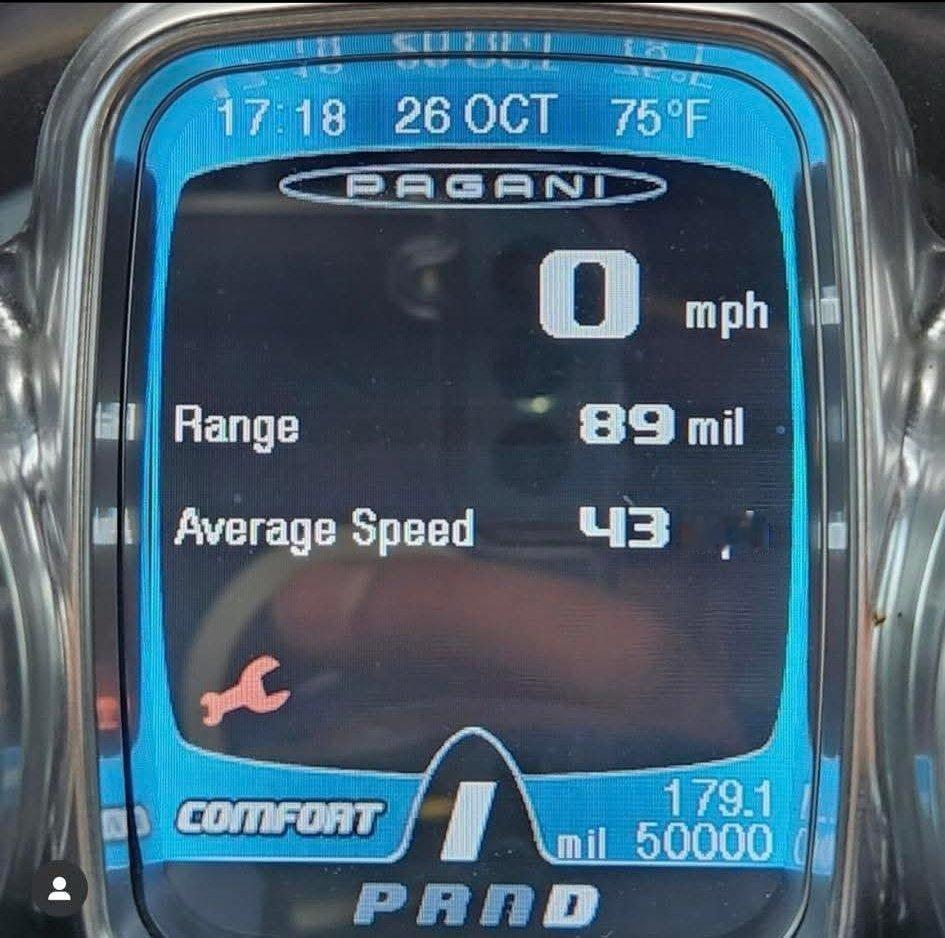 17:18 26 OCT 75°F
PAGANI
0 mph
Range 89 mil
Average Speed 43
COMFORT 1 179.1
mil 50000
PRND